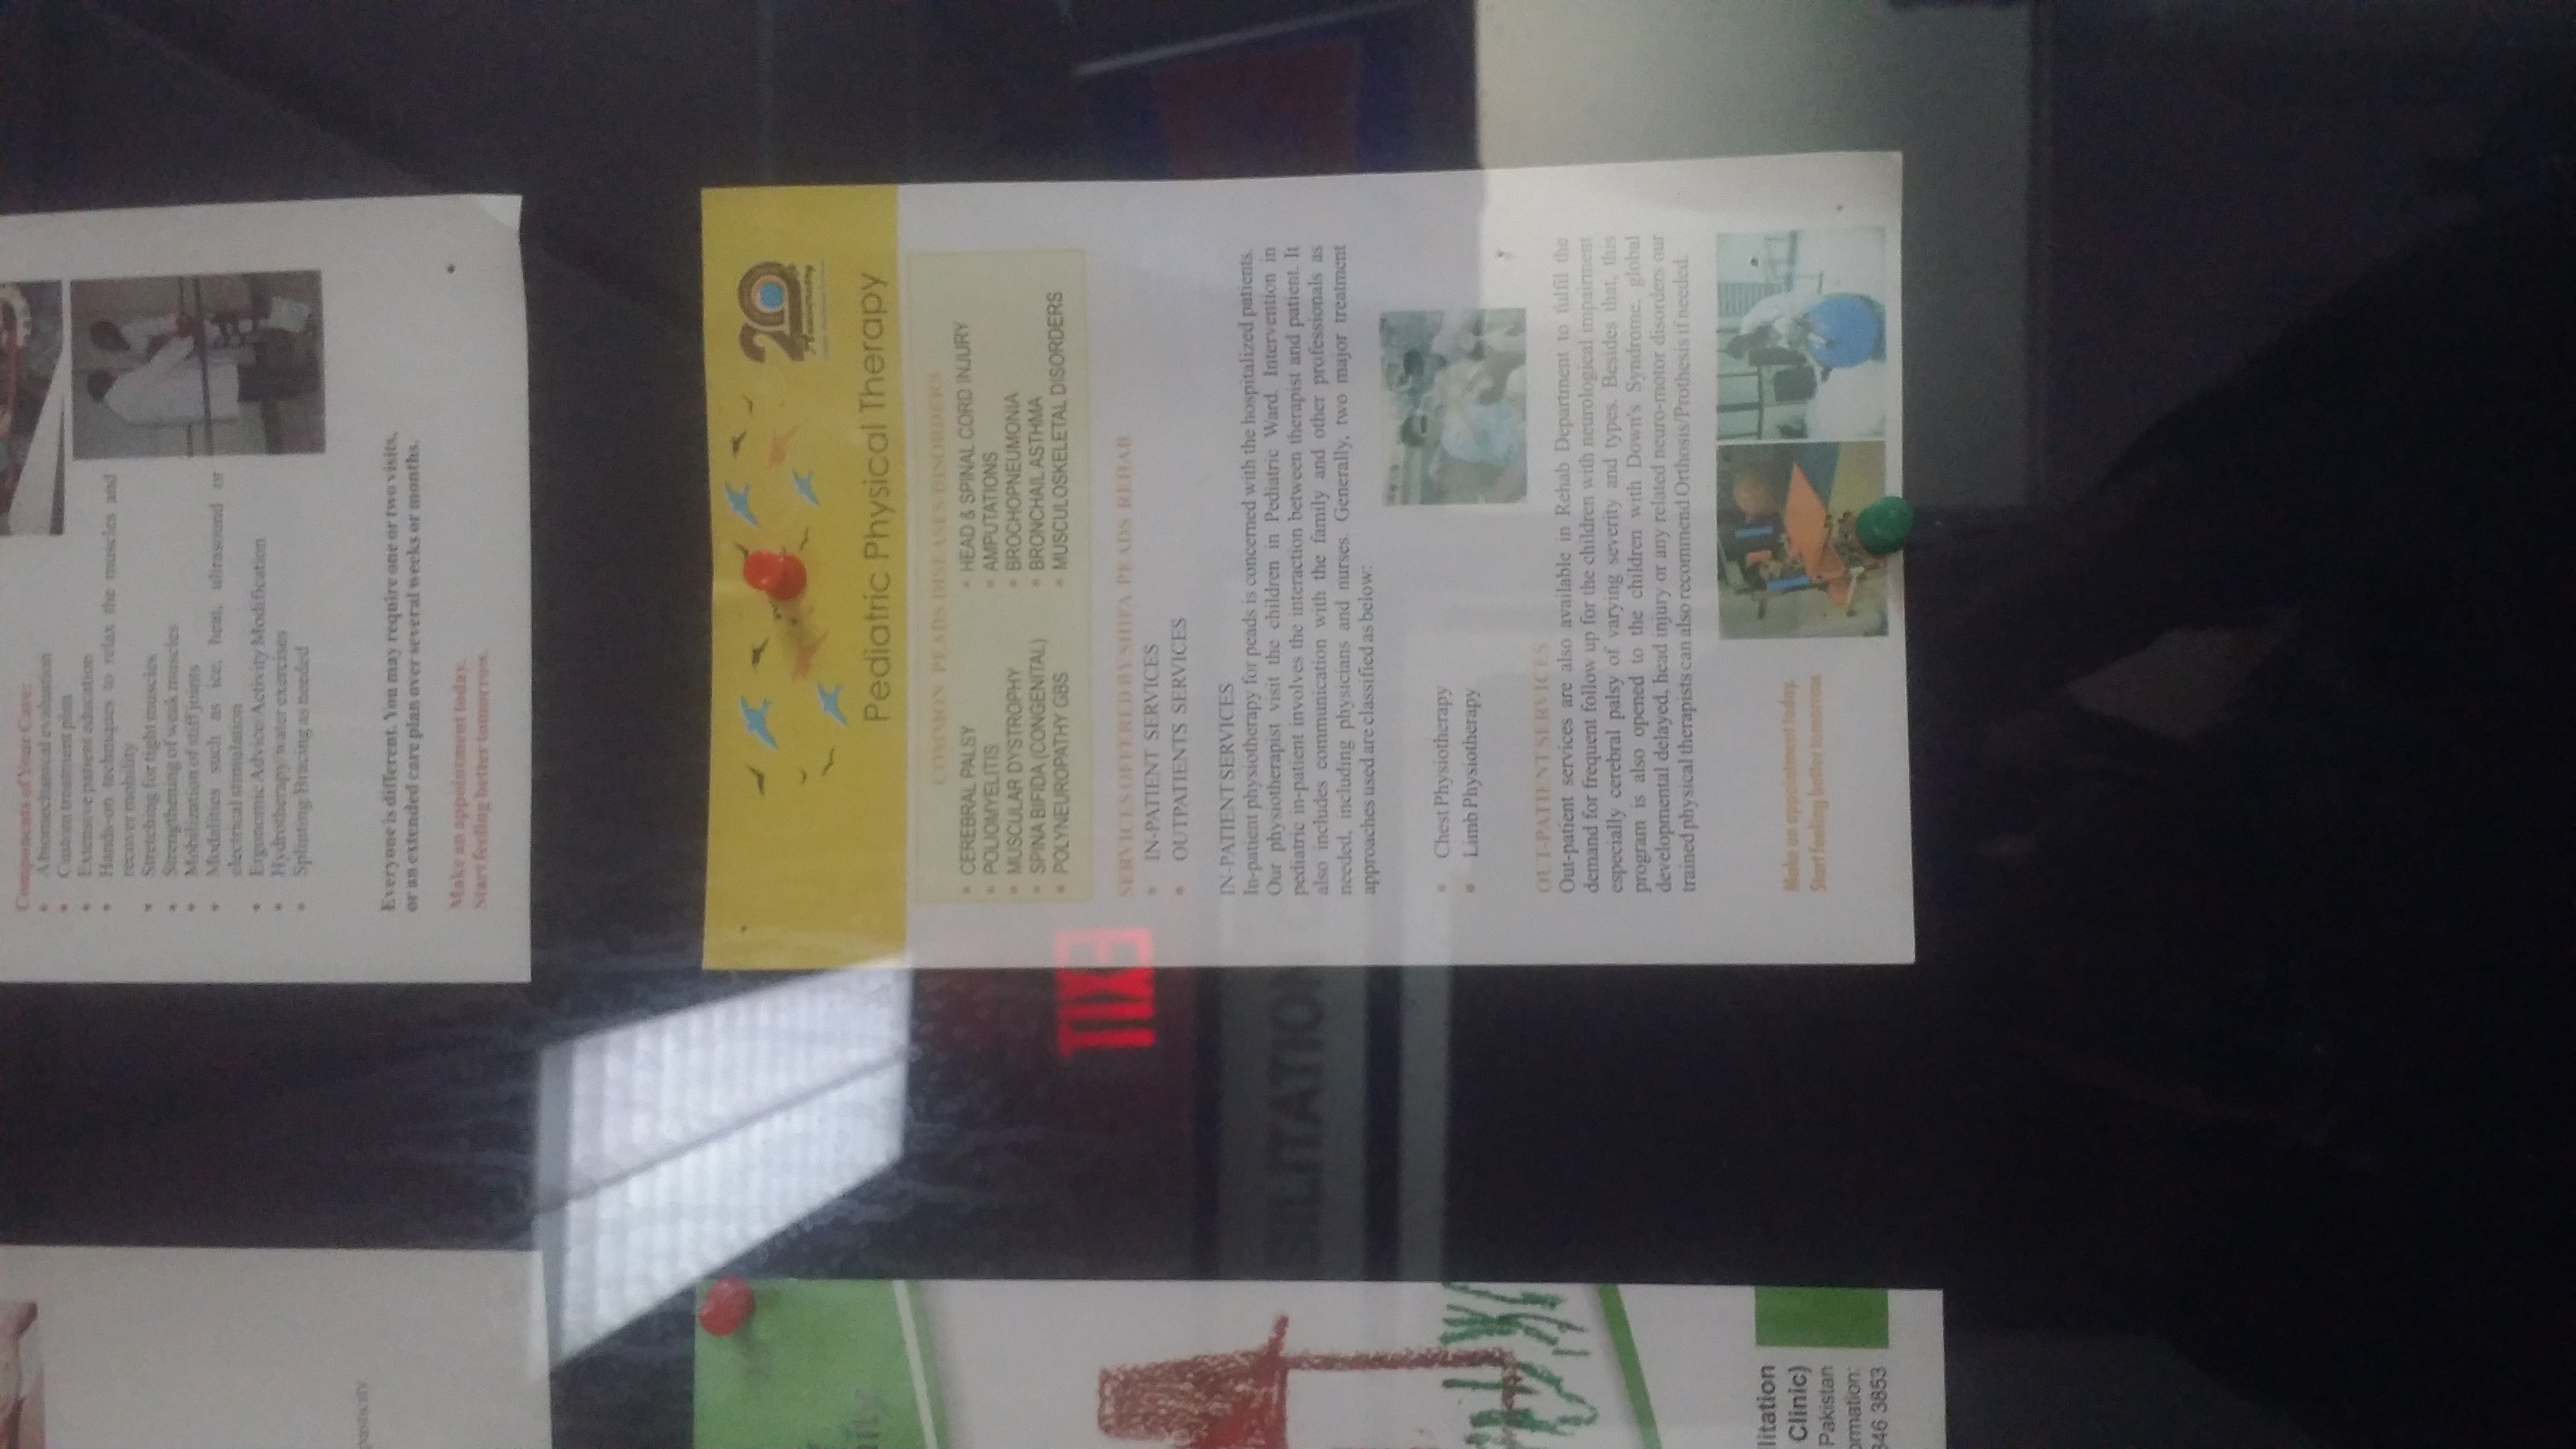 Components of Your Care:
• A biomechanical evaluation
• Custom treatment plan
• Extensive patient education
• Hands-on techniques to relax the muscles and
recover mobility
• Stretching for tight muscles
• Strengthening of weak muscles
• Mobilization of stiff joints
• Modalities such as ice, heat, ultrasound or
electrical stimulation
• Ergonomic Advice/Activity Modification
• Hydrotherapy/water exercises
• Splinting/Bracing as needed
Everyone is different. You may require one or two visits,
or an extended care plan over several weeks or months.
Make an appointment today.
Start feeling better tomorrow.
pasticity
nity
litation
Clinic)
Pakistan
ormation:
346 3853
EXIT
BILITATION
20
Anniversary
Pediatric Physical Therapy
COMMON PEADS DISEASES/DISORDERS
• CEREBRAL PALSY
• POLIOMYELITIS
• MUSCULAR DYSTROPHY
• SPINA BIFIDA (CONGENITAL)
• POLYNEUROPATHY GBS
• HEAD & SPINAL CORD INJURY
• AMPUTATIONS
• BROCHOPNEUMONIA
• BRONCHAIL ASTHMA
• MUSCULOSKELETAL DISORDERS
SERVICES OFFERED BY SHIFA PEADS REHAB
• IN-PATIENT SERVICES
• OUTPATIENTS SERVICES
IN-PATIENT SERVICES
In-patient physiotherapy for peads is concerned with the hospitalized patients.
Our physiotherapist visit the children in Pediatric Ward. Intervention in
pediatric in-patient involves the interaction between therapist and patient. It
also includes communication with the family and other professionals as
needed, including physicians and nurses. Generally, two major treatment
approaches used are classified as below:
• Chest Physiotherapy
• Limb Physiotherapy
OUT-PATIENT SERVICES
Out-patient services are also available in Rehab Department to fulfil the
demand for frequent follow up for the children with neurological impairment
especially cerebral palsy of varying severity and types. Besides that, this
program is also opened to the children with Down's Syndrome, global
developmental delayed, head injury or any related neuro-motor disorders our
trained physical therapists can also recommend Orthosis/Prothesis if needed.
Make an appointment today.
Start feeling better tomorrow.